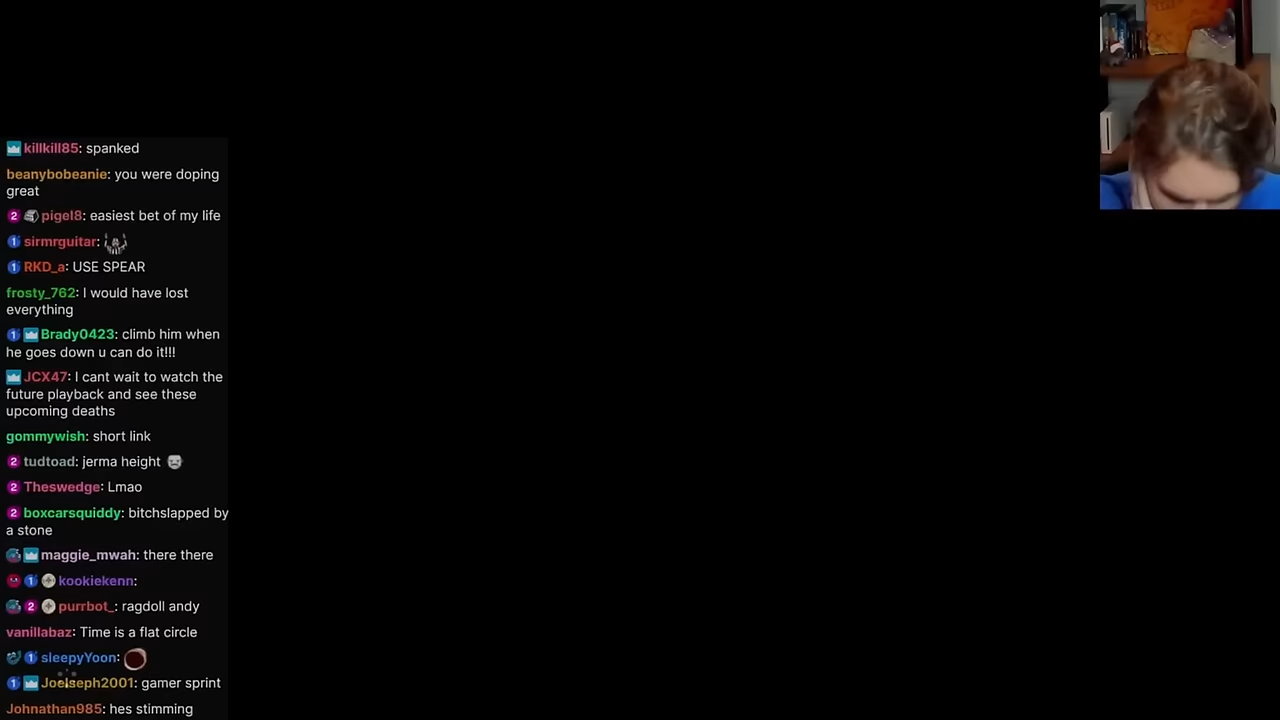 killkill85: spanked
beanybobeanie: you were doping
great
2 pigel8: easiest bet of my life
1 sirmrguitar:
1 RKD_a: USE SPEAR
frosty_762: I would have lost
everything
1 Brady0423: climb him when
he goes down u can do it!!!
JCX47: I cant wait to watch the
future playback and see these
upcoming deaths
gommywish: short link
2 tudtoad: jerma height
2 Theswedge: Lmao
2 boxcarsquiddy: bitchslapped by
a stone
maggie_mwah: there there
1 kookiekenn:
2 purrbot_: ragdoll andy
vanillabaz: Time is a flat circle
1 sleepyYoon:
1 Joelseph2001: gamer sprint
Johnathan985: hes stimming